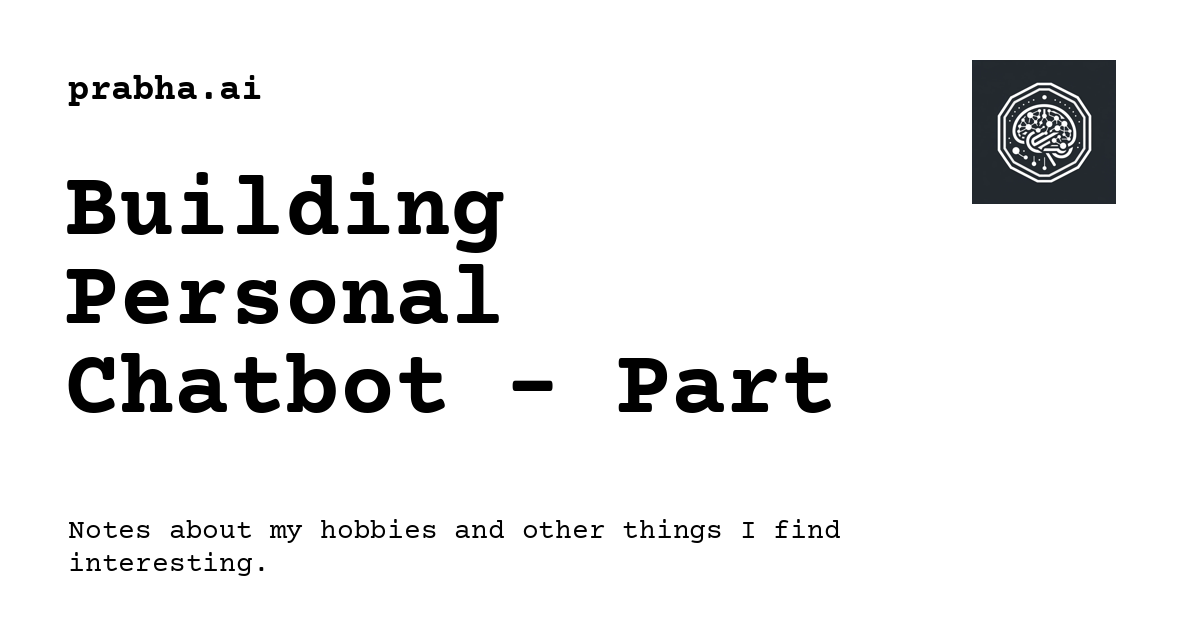 prabha.ai
Building
Personal
Chatbot - Part
Notes about my hobbies and other things I find
interesting.